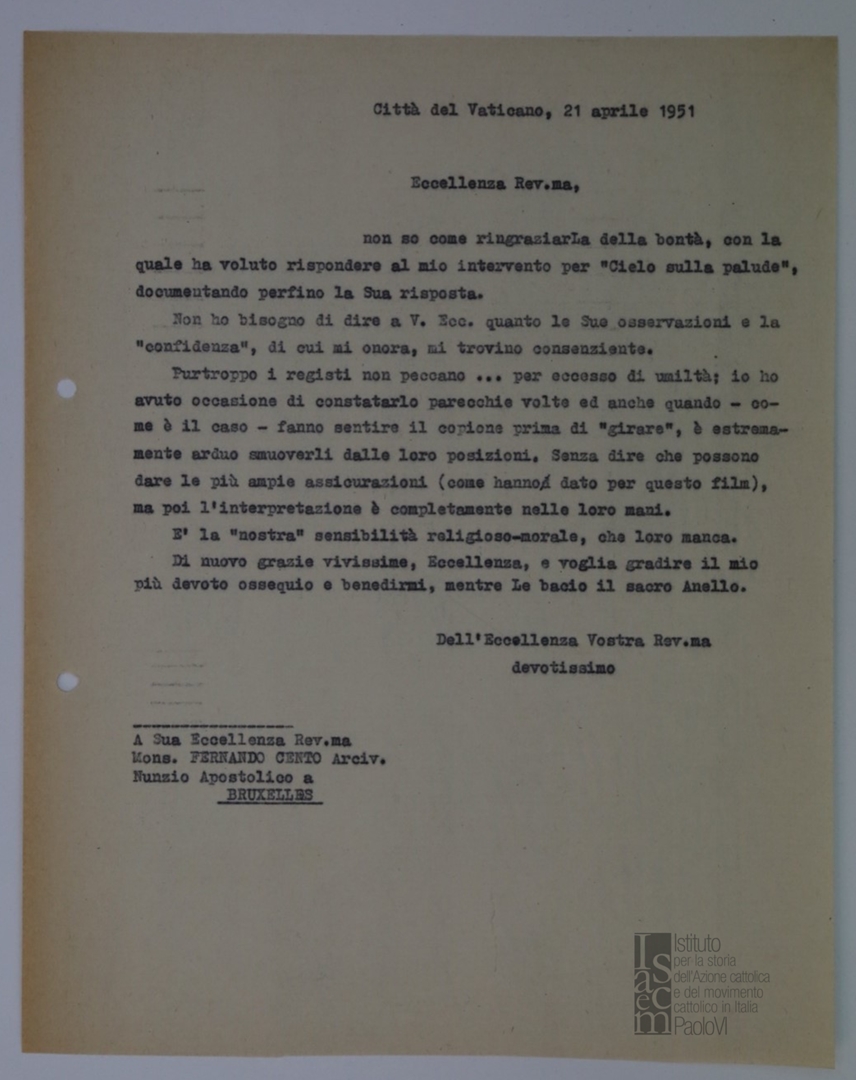 Città del Vaticano, 21 aprile 1951
Eccellenza Rev.ma,
non so come ringraziarLa della bontà, con la
quale ha voluto rispondere al mio intervento per "Cielo sulla palude",
documentando perfino la Sua risposta.
Non ho bisogno di dire a V. Ecc. quanto le Sue osservazioni e la
"confidenza", di cui mi onora, mi trovino consenziente.
Purtroppo i registi non peccano ... per eccesso di umiltà; io ho
avuto occasione di constatarlo parecchie volte ed anche quando - co-
me è il caso - fanno sentire il copione prima di "girare", è estrema-
mente arduo smuoverli dalle loro posizioni. Senza dire che possono
dare le più ampie assicurazioni (come hanno dato per questo film),
ma poi l'interpretazione è completamente nelle loro mani.
E' la "nostra" sensibilità religioso-morale, che loro manca.
Di nuovo grazie vivissime, Eccellenza, e voglia gradire il mio
più devoto ossequio e benedirmi, mentre Le bacio il sacro Anello.
Dell'Eccellenza Vostra Rev.ma
devotissimo
A Sua Eccellenza Rev.ma
Mons. FERNANDO CENTO Arciv.
Nunzio Apostolico a
BRUXELLES
Isacem
Istituto
per la storia
dell'Azione cattolica
e del movimento
cattolico in Italia
PaoloVI